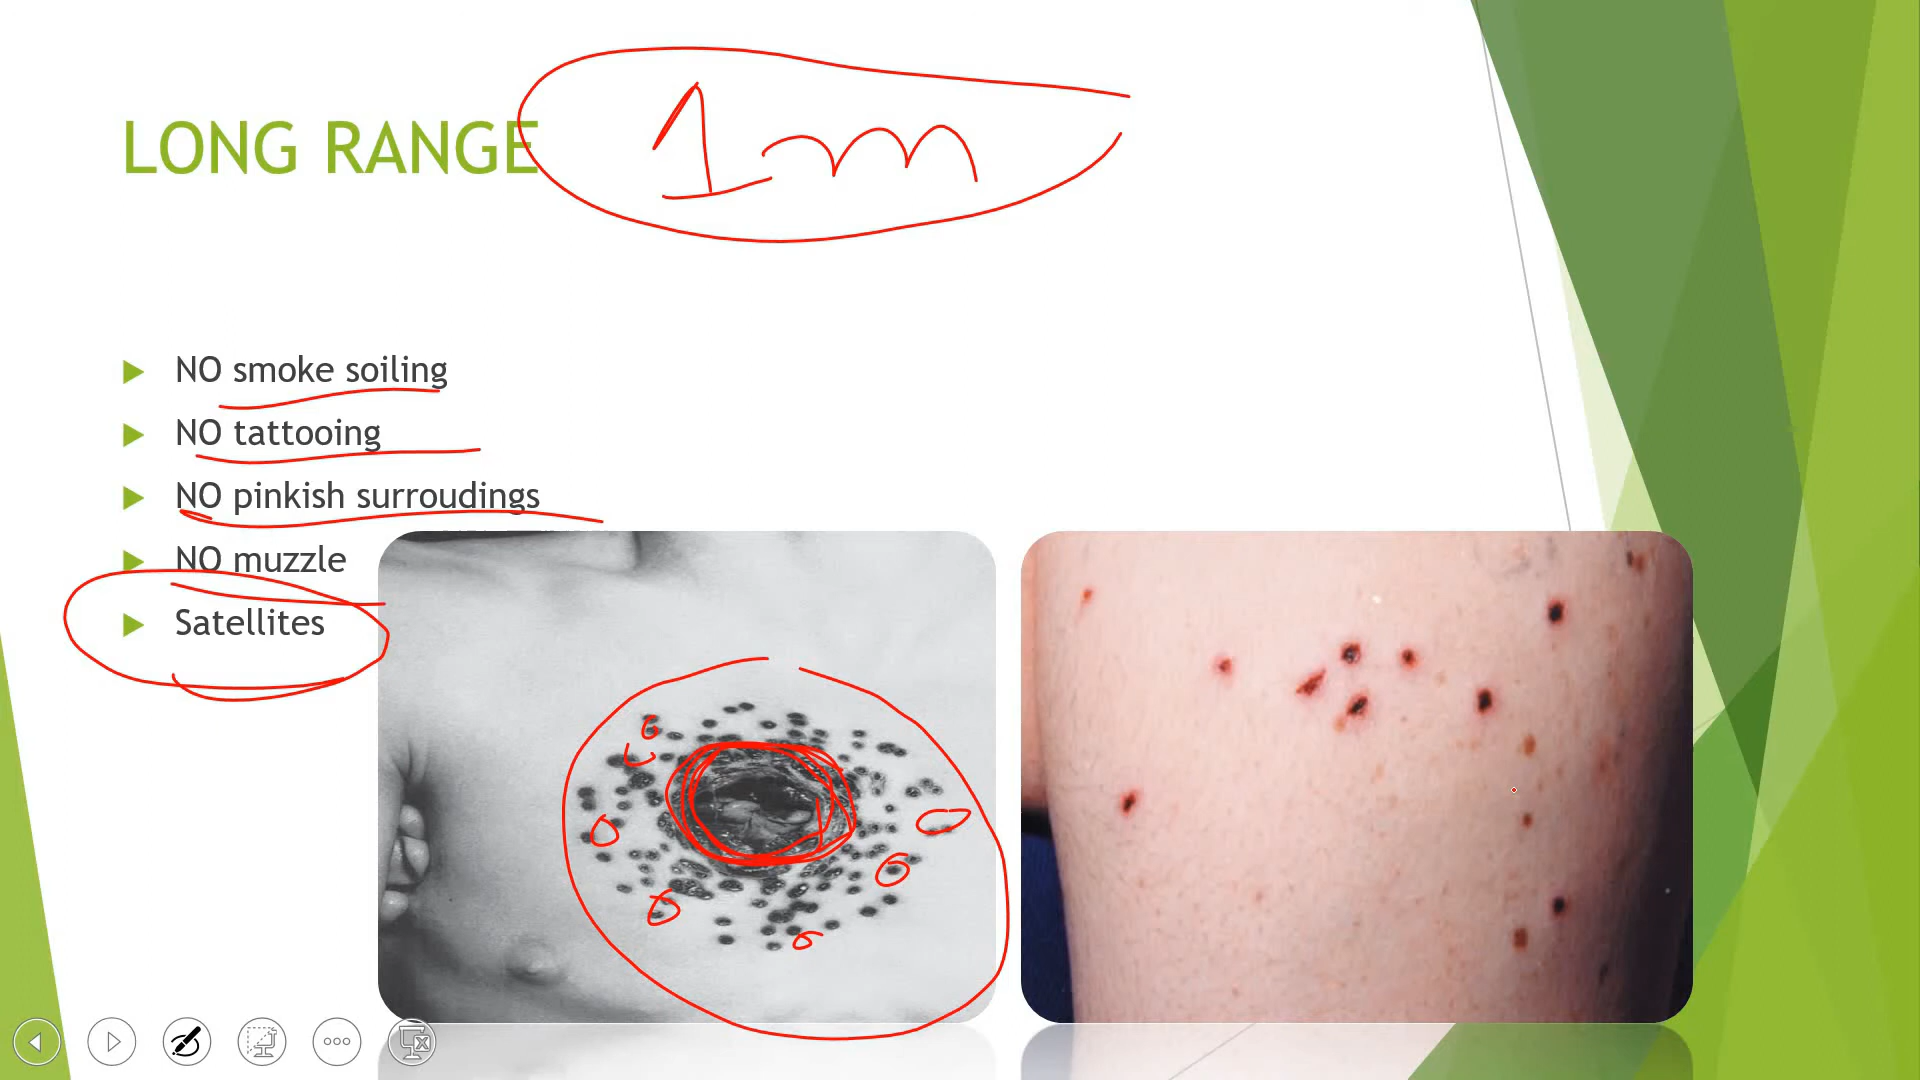 LONG RANGE 1m
NO smoke soiling
NO tattooing
NO pinkish surroudings
NO muzzle
Satellites